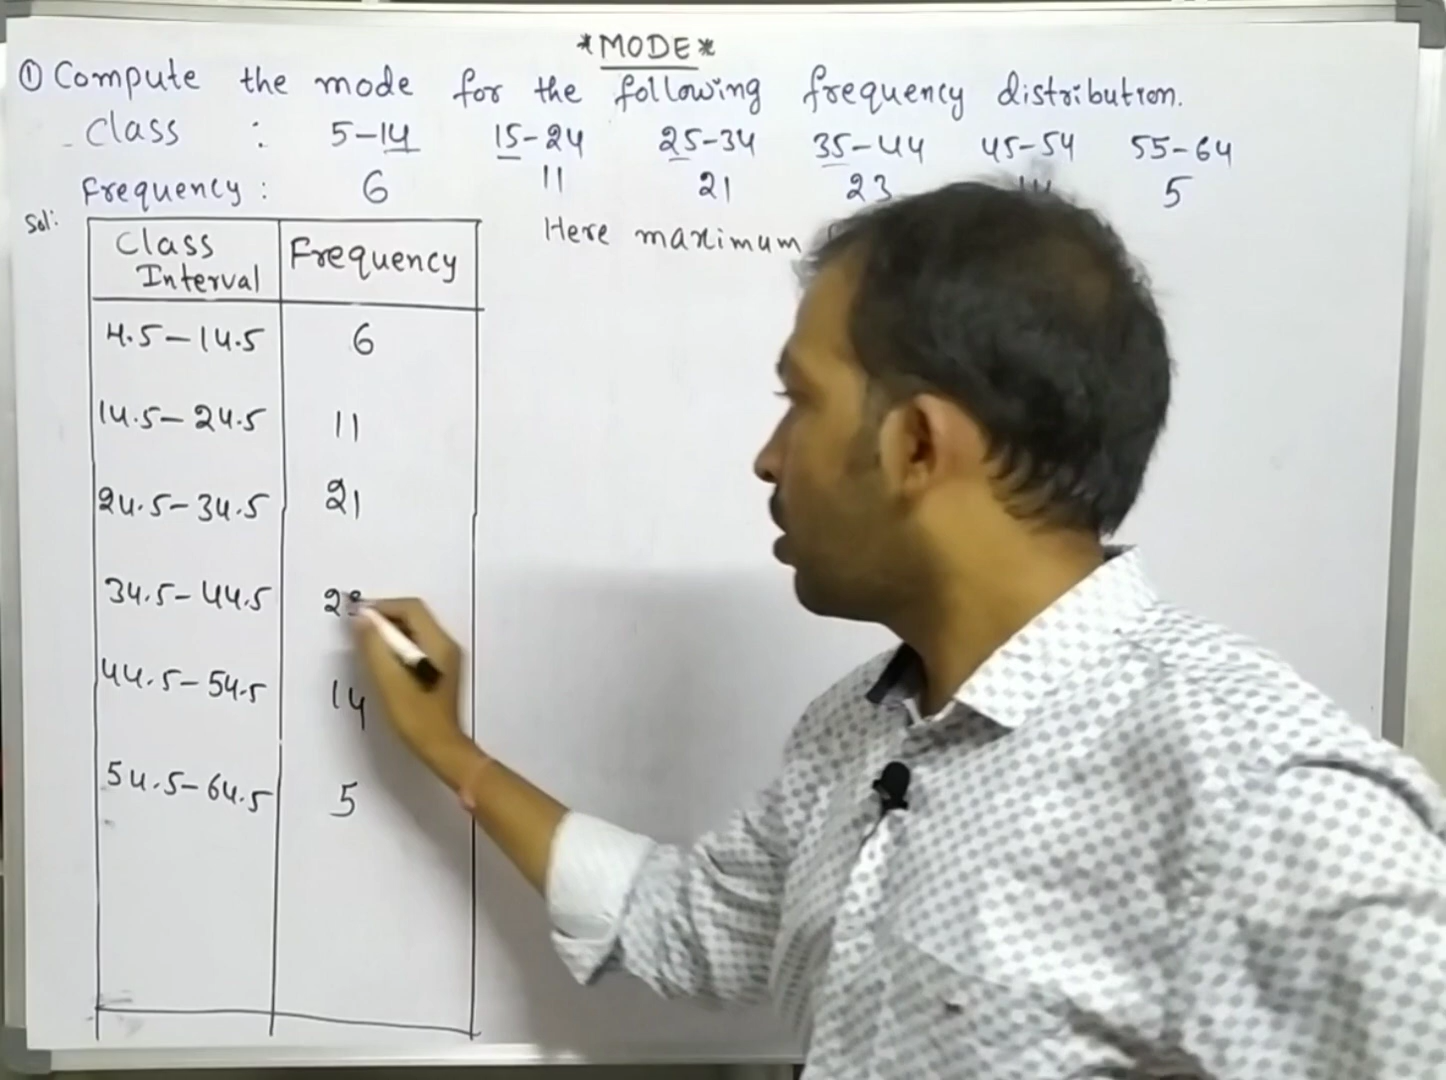 *MODE*
① Compute the mode for the following frequency distribution.
Class : 5-14 15-24 25-34 35-44 45-54 55-64
Frequency : 6 11 21 23 5
Sol: Here maximum
Class Interval Frequency
4.5-14.5 6
14.5-24.5 11
24.5-34.5 21
34.5-44.5 23
44.5-54.5 14
54.5-64.5 5